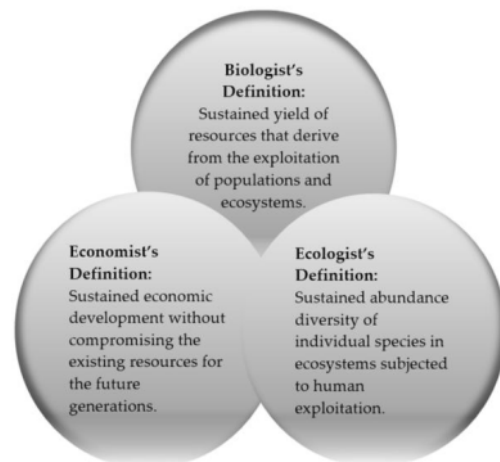 Biologist's
Definition:
Sustained yield of
resources that derive
from the exploitation
of populations and
ecosystems.
Economist's
Definition:
Sustained economic
development without
compromising the
existing resources for
the future
generations.
Ecologist's
Definition:
Sustained abundance
diversity of
individual species in
ecosystems subjected
to human
exploitation.